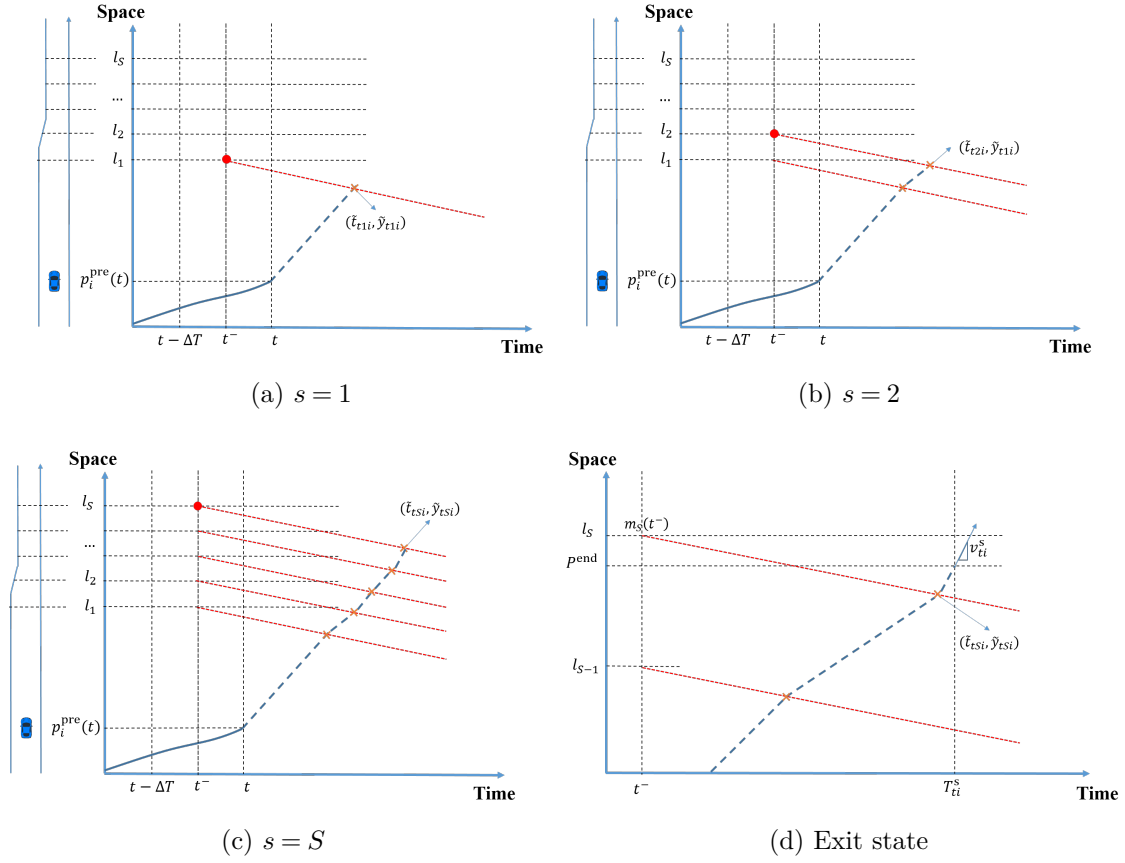 Space
l_S
...
l_2
l_1
p_i^pre(t)
(t̃_t1i, ỹ_t1i)
t − ΔT
t⁻
t
Time
(a) s = 1
Space
l_S
...
l_2
l_1
p_i^pre(t)
(t̃_t2i, ỹ_t1i)
t − ΔT
t⁻
t
Time
(b) s = 2
Space
l_S
...
l_2
l_1
p_i^pre(t)
(t̃_tSi, ỹ_tSi)
t − ΔT
t⁻
t
Time
(c) s = S
Space
l_S
m_S(t⁻)
P^end
v_ti^s
(t̃_tSi, ỹ_tSi)
l_S−1
t⁻
T_ti^s
Time
(d) Exit state